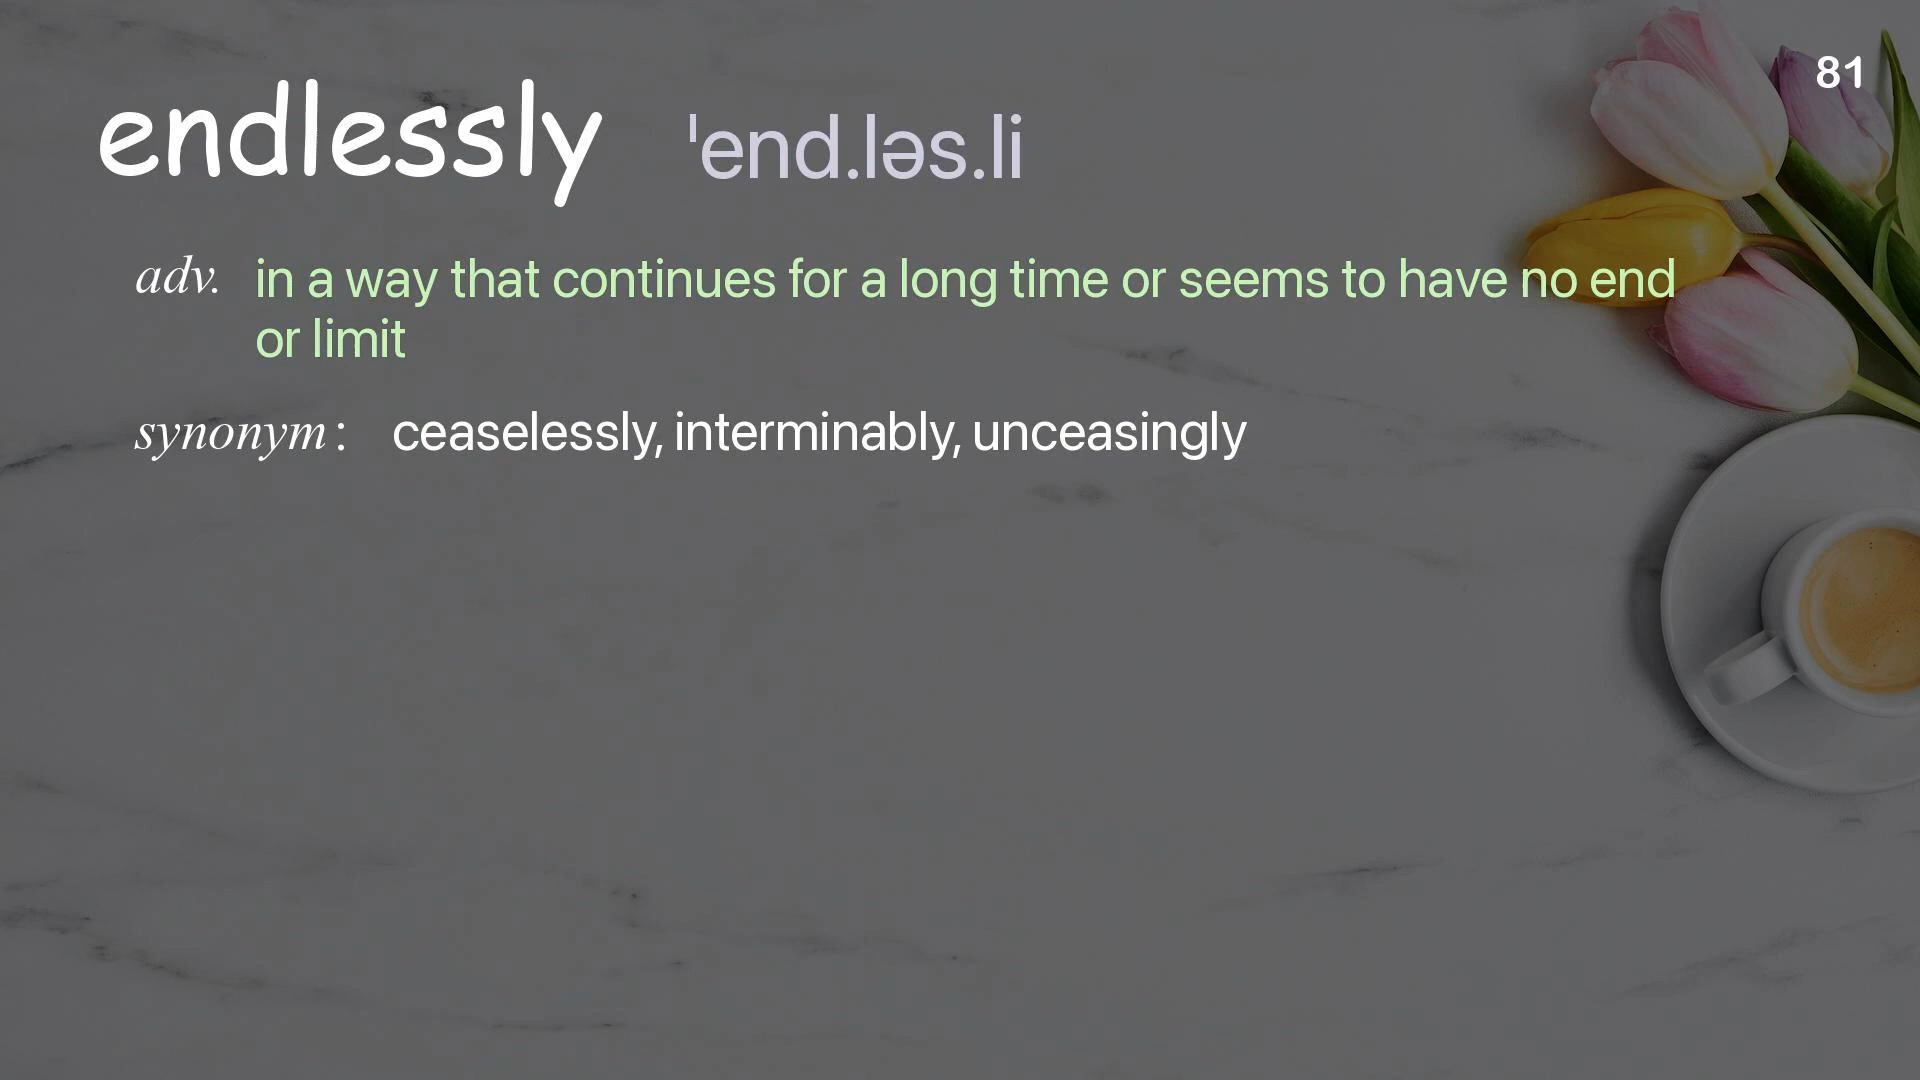 81
endlessly ˈend.ləs.li
adv. in a way that continues for a long time or seems to have no end
or limit
synonym: ceaselessly, interminably, unceasingly